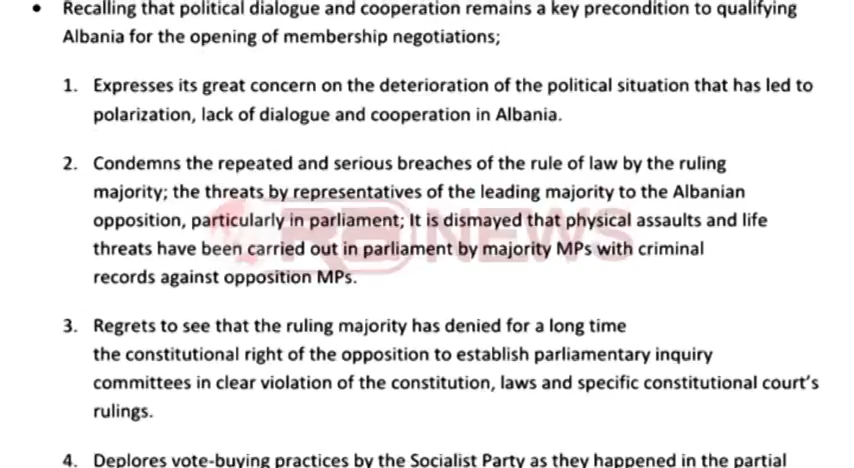 • Recalling that political dialogue and cooperation remains a key precondition to qualifying
Albania for the opening of membership negotiations;
1. Expresses its great concern on the deterioration of the political situation that has led to
polarization, lack of dialogue and cooperation in Albania.
2. Condemns the repeated and serious breaches of the rule of law by the ruling
majority; the threats by representatives of the leading majority to the Albanian
opposition, particularly in parliament; It is dismayed that physical assaults and life
threats have been carried out in parliament by majority MPs with criminal
records against opposition MPs.
NEWS
3. Regrets to see that the ruling majority has denied for a long time
the constitutional right of the opposition to establish parliamentary inquiry
committees in clear violation of the constitution, laws and specific constitutional court's
rulings.
4. Deplores vote-buying practices by the Socialist Party as they happened in the partial